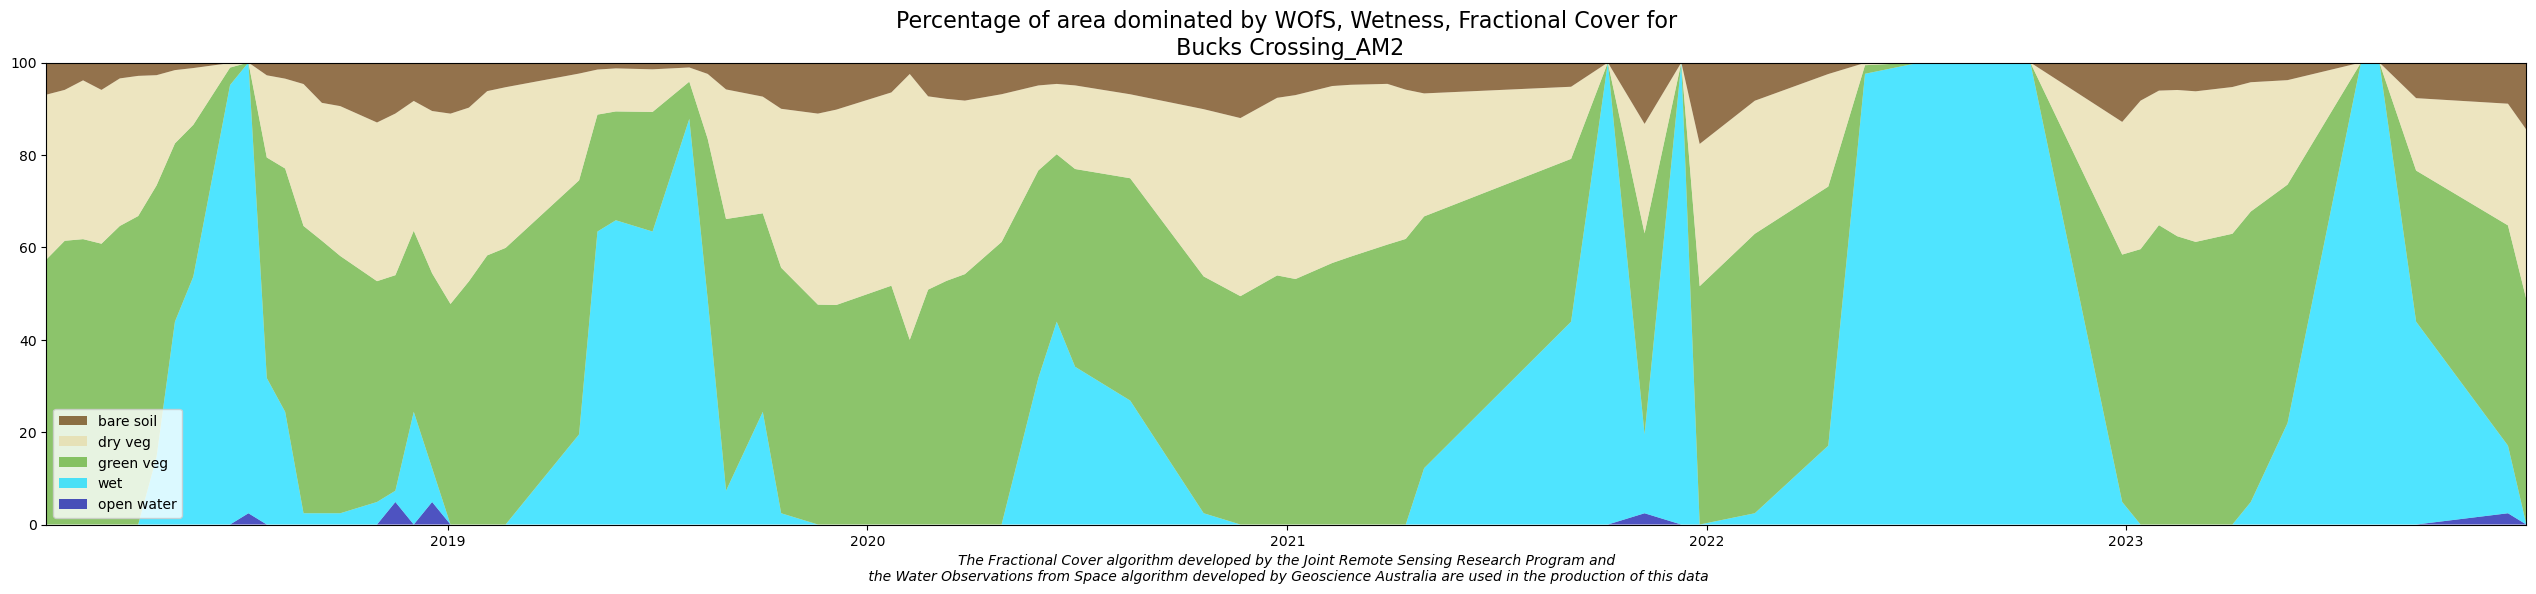 Percentage of area dominated by WOfS, Wetness, Fractional Cover for
Bucks Crossing_AM2
100
80
60
40
20
0
bare soil
dry veg
green veg
wet
open water
2019
2020
2021
2022
2023
The Fractional Cover algorithm developed by the Joint Remote Sensing Research Program and
the Water Observations from Space algorithm developed by Geoscience Australia are used in the production of this data